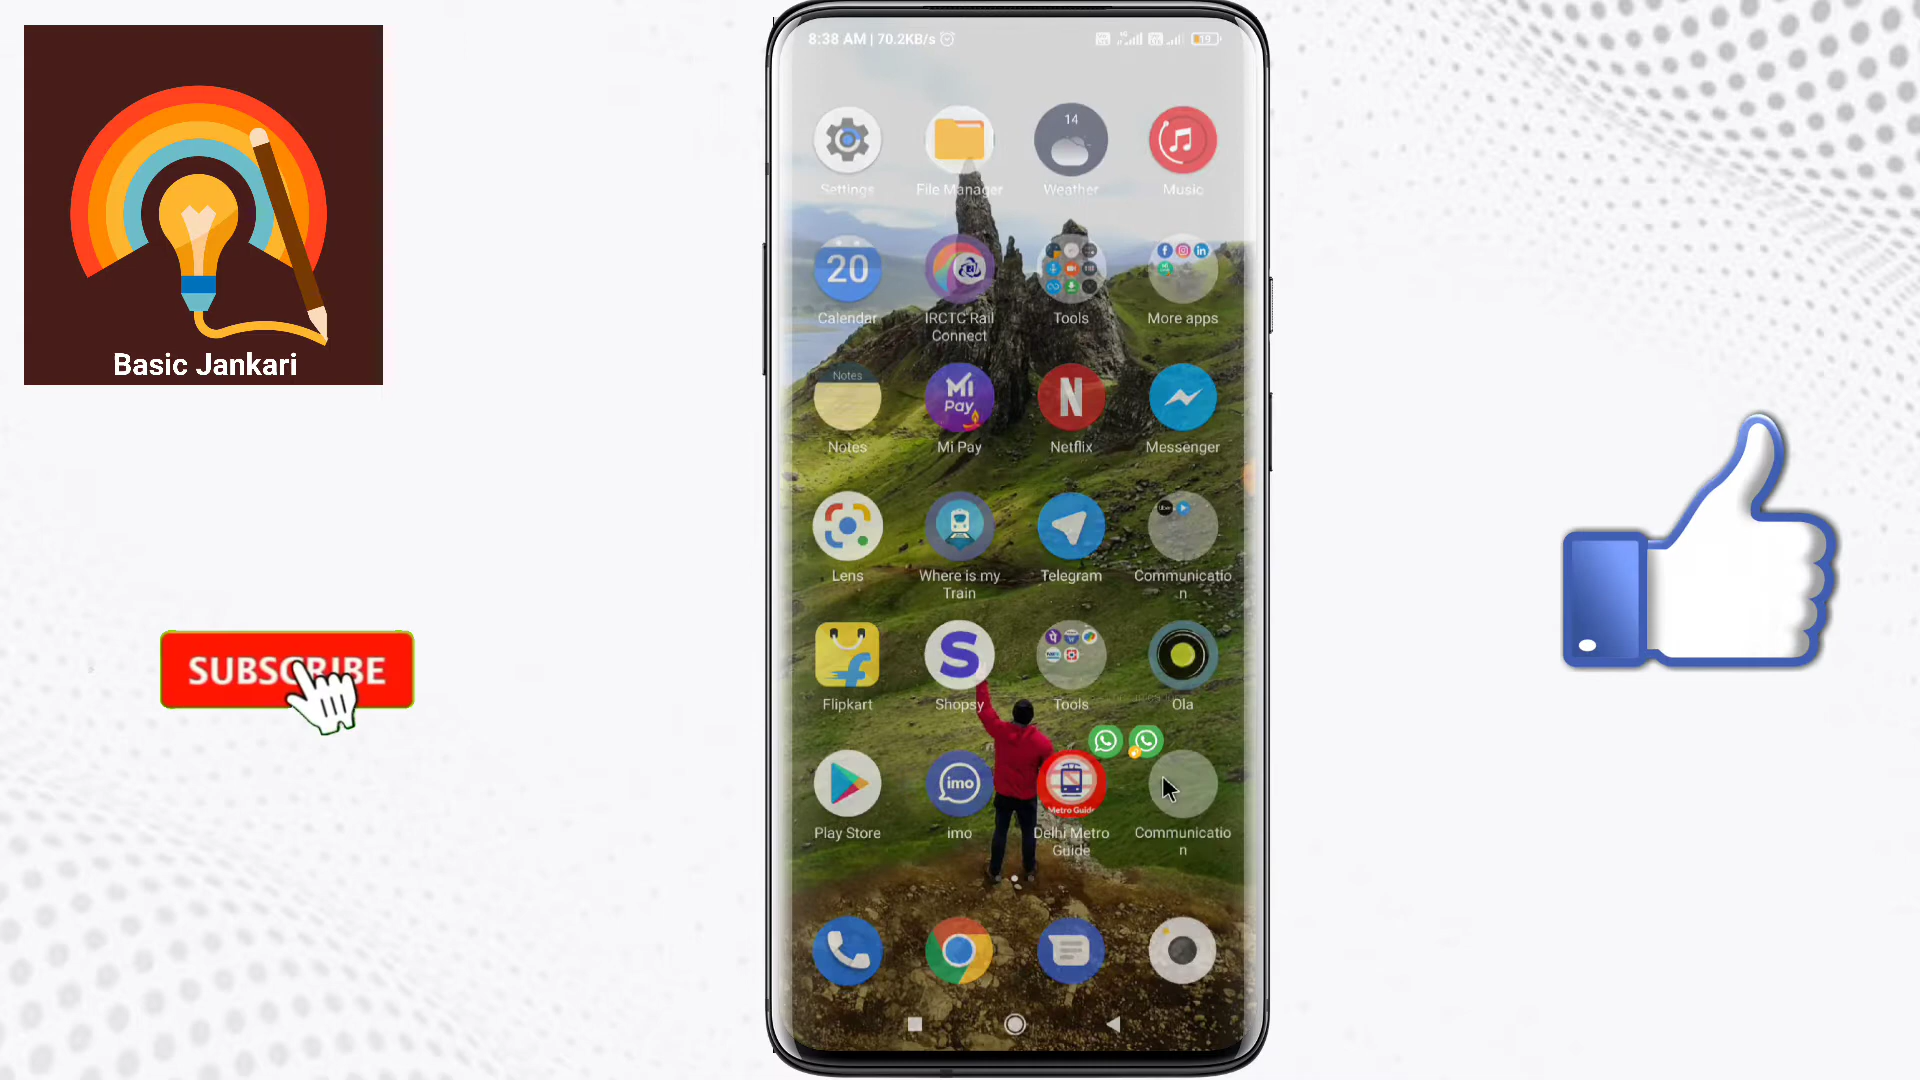 Basic Jankari
SUBSCRIBE
8:38 AM | 70.2KB/s
19
14
Settings
File Manager
Weather
Music
20
Calendar
IRCTC Rail
Connect
Tools
More apps
Notes
Mi
Pay
N
Notes
Mi Pay
Netflix
Messenger
Uber
Lens
Where is my
Train
Telegram
Communicatio
n
S
Flipkart
Shopsy
Tools
Ola
imo
Metro Guide
Play Store
imo
Delhi Metro
Guide
Communicatio
n